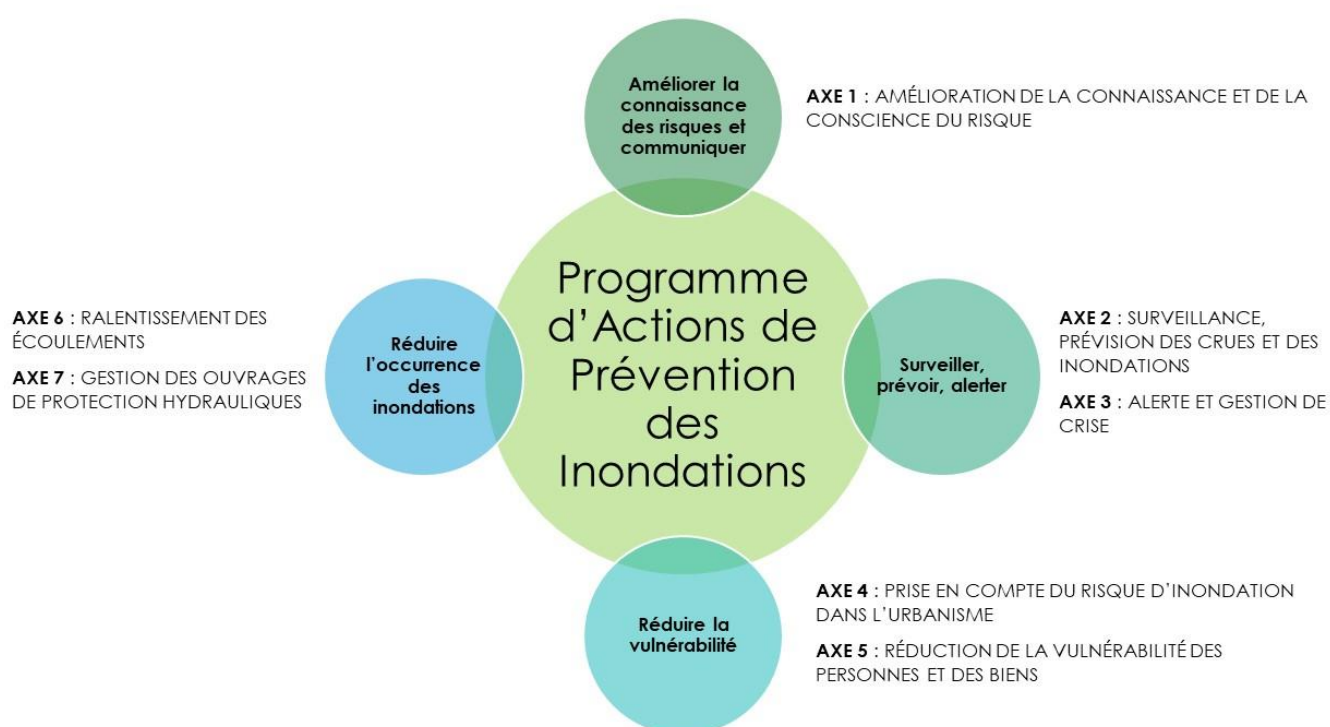 Améliorer la
connaissance
des risques et
communiquer
AXE 1 : AMÉLIORATION DE LA CONNAISSANCE ET DE LA
CONSCIENCE DU RISQUE
Programme
d’Actions de
Prévention
des
Inondations
Surveiller,
prévoir, alerter
AXE 2 : SURVEILLANCE,
PRÉVISION DES CRUES ET DES
INONDATIONS
AXE 3 : ALERTE ET GESTION DE
CRISE
Réduire la
vulnérabilité
AXE 4 : PRISE EN COMPTE DU RISQUE D’INONDATION
DANS L’URBANISME
AXE 5 : RÉDUCTION DE LA VULNÉRABILITÉ DES
PERSONNES ET DES BIENS
Réduire
l’occurrence
des
inondations
AXE 6 : RALENTISSEMENT DES
ÉCOULEMENTS
AXE 7 : GESTION DES OUVRAGES
DE PROTECTION HYDRAULIQUES